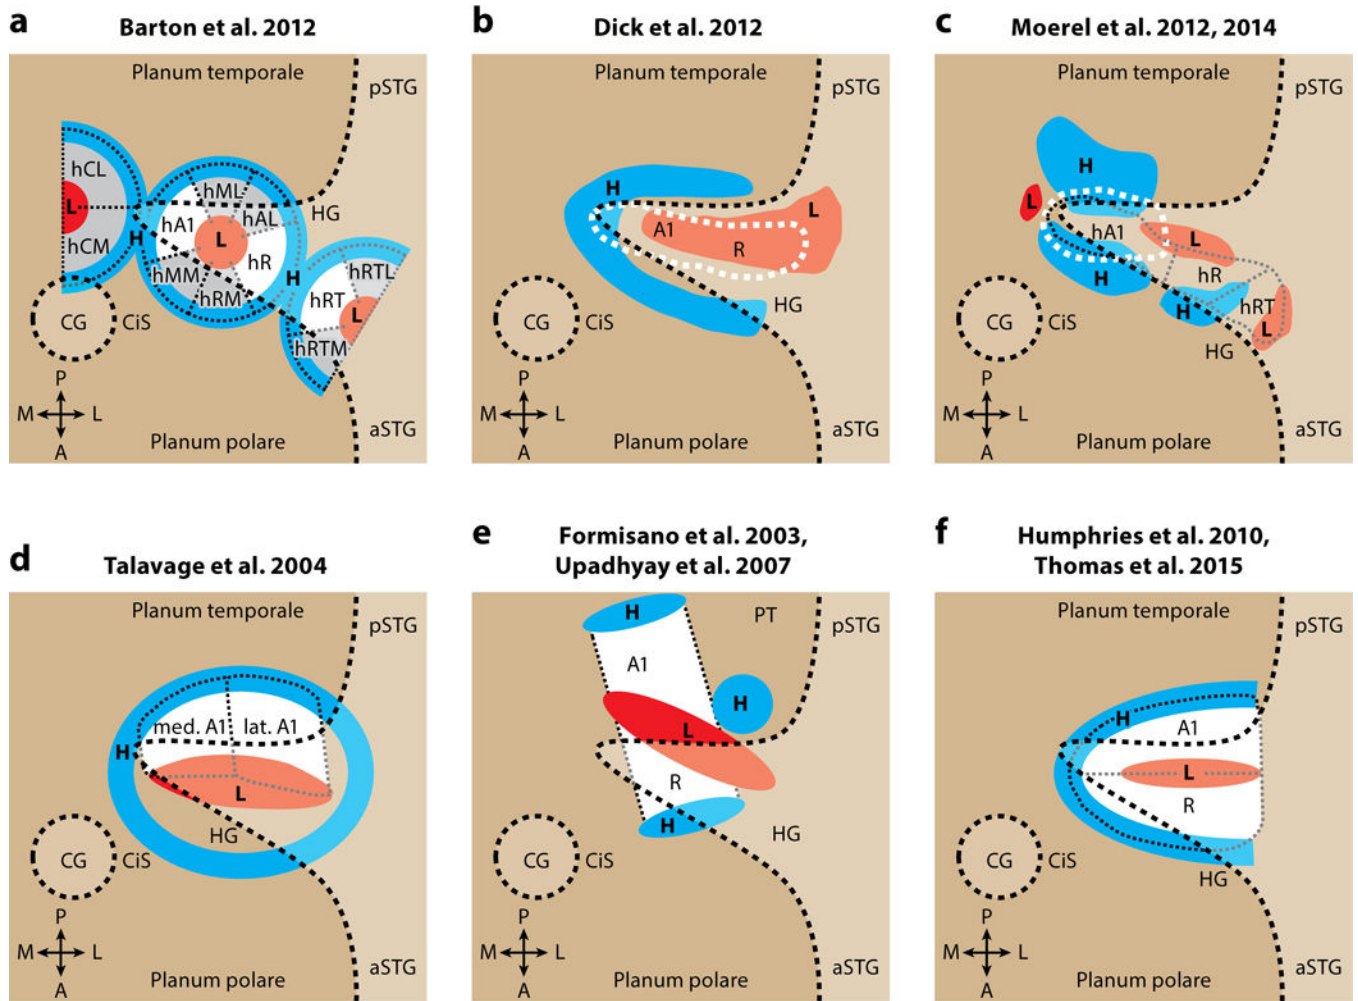 a
Barton et al. 2012
Planum temporale
pSTG
hCL
L
hCM
H
hML
hAL
HG
hA1
L
hR
hMM
hRM
H
hRTL
hRT
L
hRTM
CG
CiS
P
M
L
A
Planum polare
aSTG
b
Dick et al. 2012
Planum temporale
pSTG
H
L
A1
R
HG
CG
CiS
P
M
L
A
Planum polare
aSTG
c
Moerel et al. 2012, 2014
Planum temporale
pSTG
H
L
hA1
L
H
hR
H
hRT
L
HG
CG
CiS
P
M
L
A
Planum polare
aSTG
d
Talavage et al. 2004
Planum temporale
pSTG
med. A1
lat. A1
H
L
HG
CG
CiS
P
M
L
A
Planum polare
aSTG
e
Formisano et al. 2003,
Upadhyay et al. 2007
H
PT
pSTG
A1
H
L
R
H
HG
CG
CiS
P
M
L
A
Planum polare
aSTG
f
Humphries et al. 2010,
Thomas et al. 2015
Planum temporale
pSTG
H
A1
L
R
HG
CG
CiS
P
M
L
A
Planum polare
aSTG